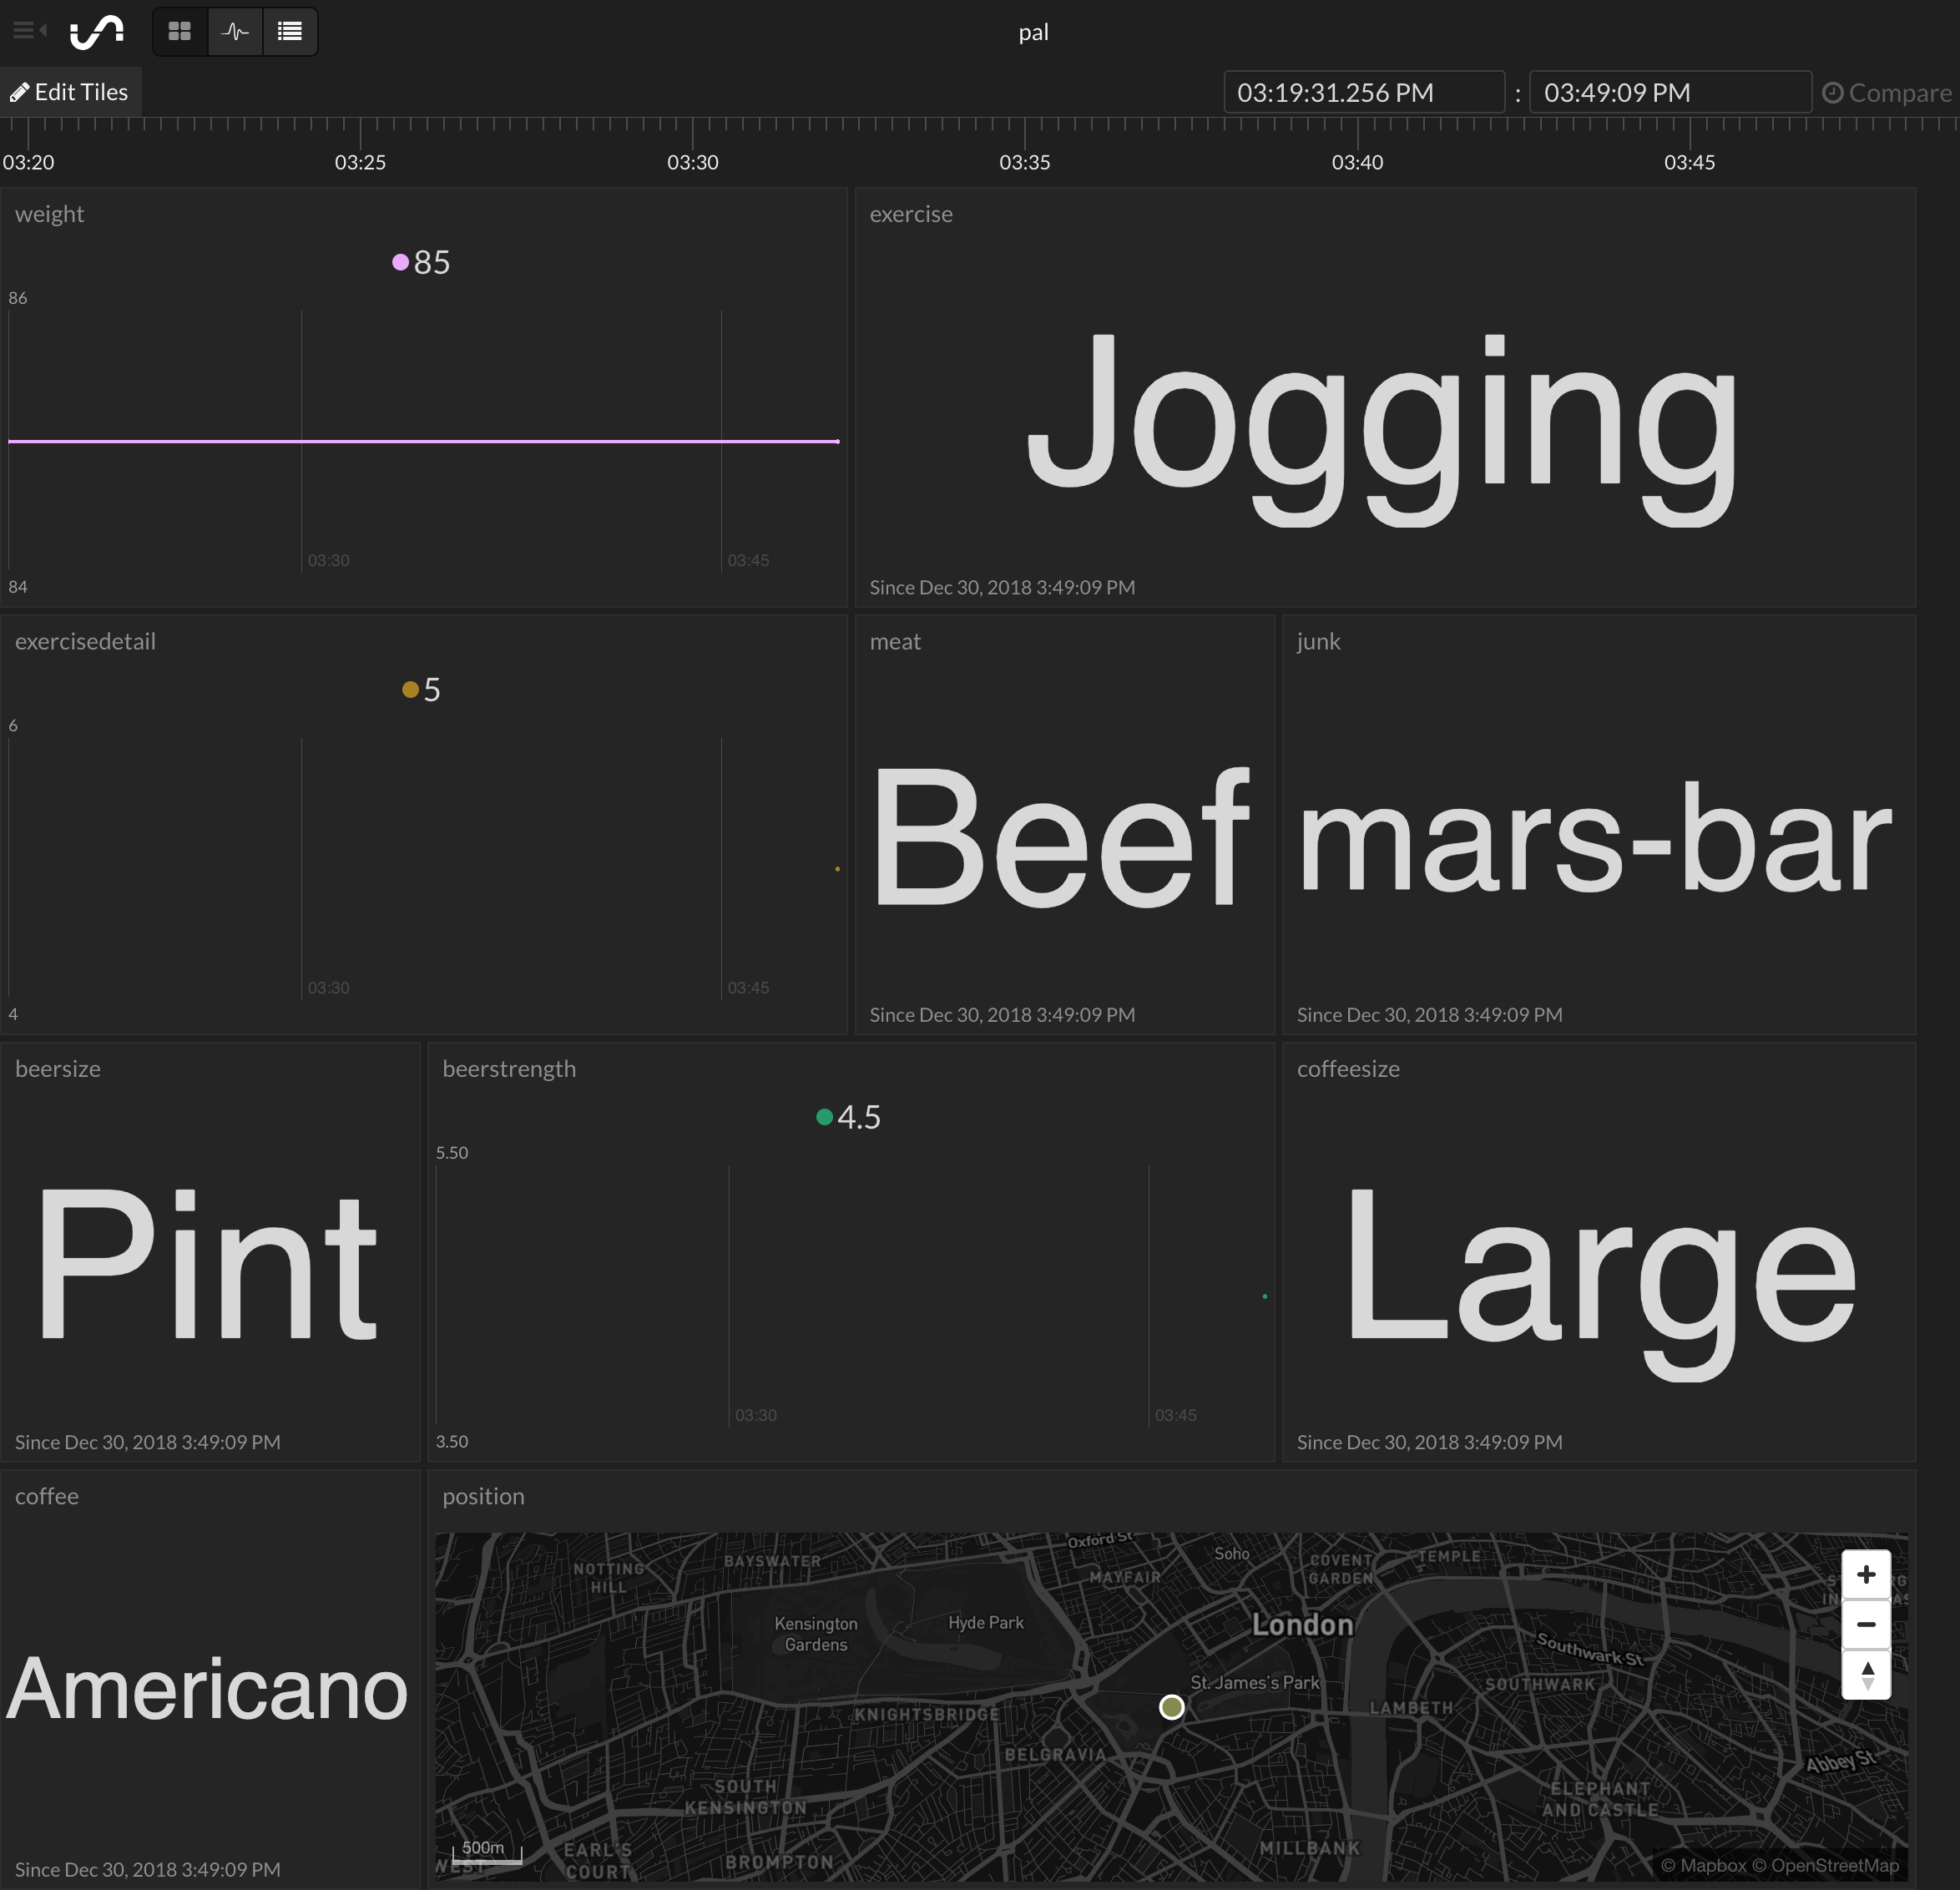 pal
Edit Tiles
03:19:31.256 PM : 03:49:09 PM Compare
03:20 03:25 03:30 03:35 03:40 03:45
weight
85
86
03:30 03:45
84
exercise
Jogging
Since Dec 30, 2018 3:49:09 PM
exercisedetail
5
6
03:30 03:45
4
meat
Beef
Since Dec 30, 2018 3:49:09 PM
junk
mars-bar
Since Dec 30, 2018 3:49:09 PM
beersize
Pint
Since Dec 30, 2018 3:49:09 PM
beerstrength
4.5
5.50
03:30 03:45
3.50
coffeesize
Large
Since Dec 30, 2018 3:49:09 PM
coffee
Americano
Since Dec 30, 2018 3:49:09 PM
position
Oxford St
Soho
NOTTING
HILL
BAYSWATER
MAYFAIR
COVENT
GARDEN
TEMPLE
Kensington
Gardens
Hyde Park
London
Southwark St
St. James's Park
SOUTHWARK
KNIGHTSBRIDGE
LAMBETH
BELGRAVIA
Abbey St
SOUTH
KENSINGTON
ELEPHANT
AND CASTLE
500m
WEST
EARL'S
COURT
BROMPTON
MILLBANK
© Mapbox © OpenStreetMap